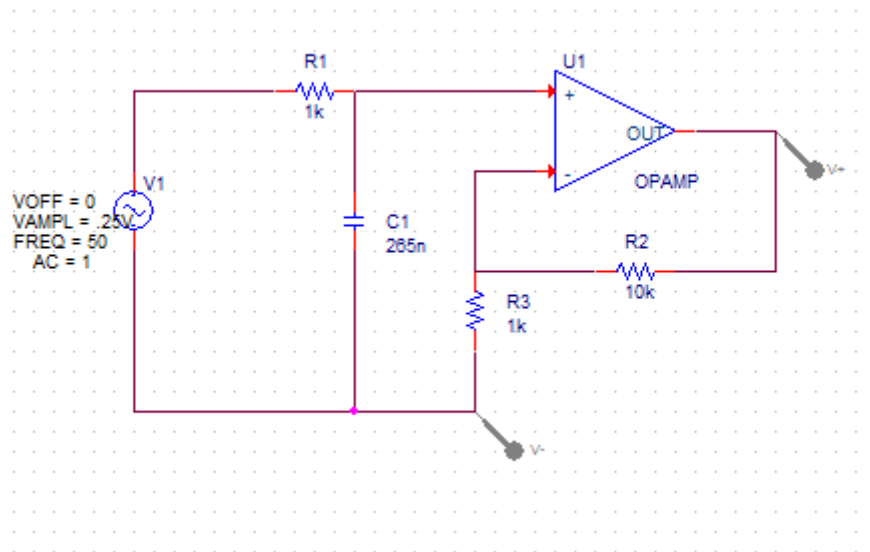 R1
1k
U1
+
OUT
-
OPAMP
V+
V1
VOFF = 0
VAMPL = .25V
FREQ = 50
AC = 1
C1
265n
R2
10k
R3
1k
V-